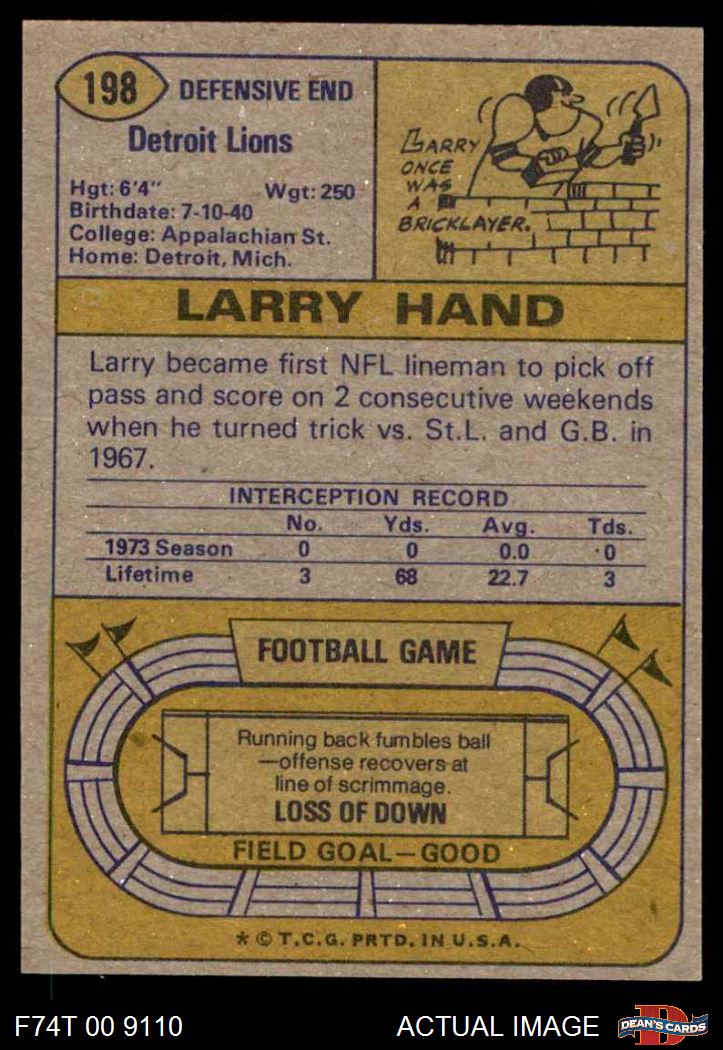 198 DEFENSIVE END
Detroit Lions
Hgt: 6'4" Wgt: 250
Birthdate: 7-10-40
College: Appalachian St.
Home: Detroit, Mich.
LARRY
ONCE
WAS
A
BRICKLAYER.
LARRY HAND
Larry became first NFL lineman to pick off
pass and score on 2 consecutive weekends
when he turned trick vs. St.L. and G.B. in
1967.
INTERCEPTION RECORD
No. Yds. Avg. Tds.
1973 Season 0 0 0.0 0
Lifetime 3 68 22.7 3
FOOTBALL GAME
Running back fumbles ball
—offense recovers at
line of scrimmage.
LOSS OF DOWN
FIELD GOAL—GOOD
* © T.C.G. PRTD. IN U.S.A.
F74T 00 9110 ACTUAL IMAGE
D
DEAN'S CARDS